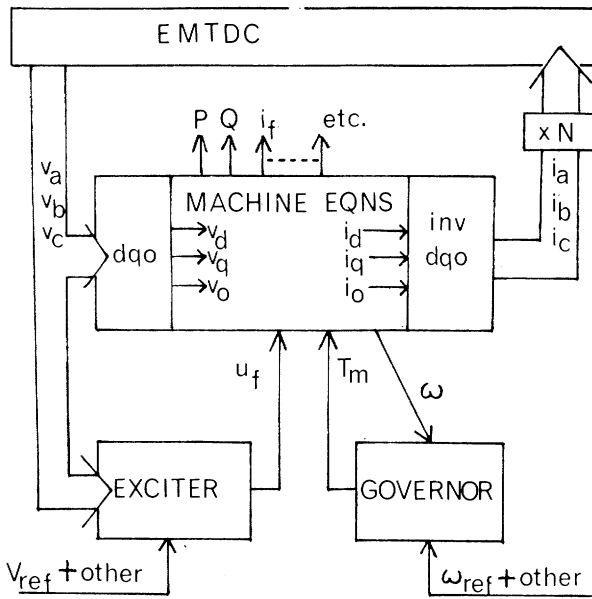 EMTDC
P Q i_f etc.
x N
v_a
v_b
v_c
i_a
i_b
i_c
MACHINE EQNS
dqo
v_d
v_q
v_o
i_d
i_q
i_o
inv
dqo
u_f
T_m
ω
EXCITER
GOVERNOR
V_ref + other
ω_ref + other